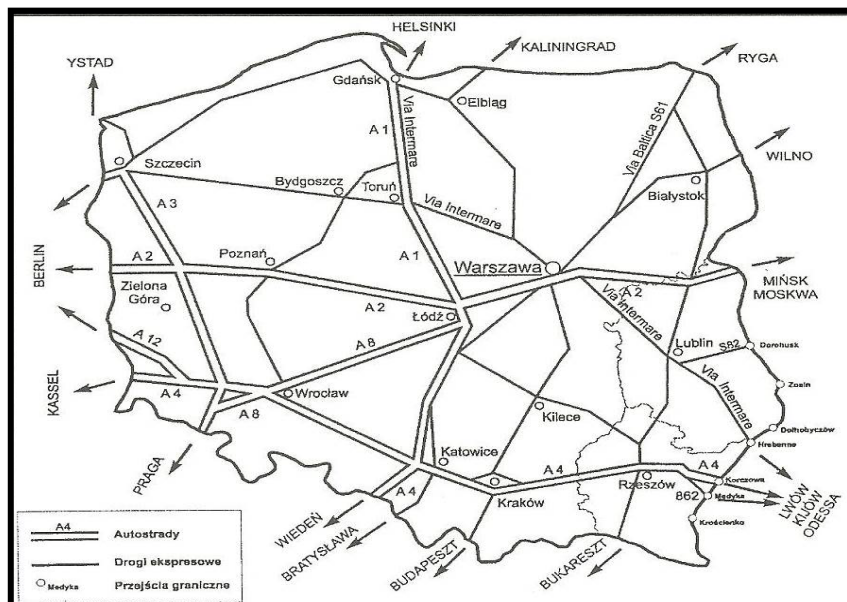 HELSINKI
KALININGRAD
YSTAD
RYGA
Gdańsk
Elbląg
Via Intermare
A 1
Via Baltica S61
WILNO
Szczecin
Bydgoszcz
Toruń
Białystok
A 3
Via Intermare
A 2
Poznań
A 1
Warszawa
BERLIN
Zielona
Góra
A 2
Łódź
A 2
MIŃSK
MOSKWA
Via Intermare
A 12
A 8
Lublin
S82
Dorohusk
KASSEL
A 4
Wrocław
Via Intermare
Zosin
A 8
Kilece
Dolhobyczów
Hrebenne
PRAGA
Katowice
A 4
Rzeszów
A 4
Korczowa
A 4
Kraków
862
Medyka
LWÓW
KIJÓW
ODESSA
WIEDEŃ
BRATYSŁAWA
BUDAPESZT
BUKARESZT
Krościenko
A4
Autostrady
Drogi ekspresowe
Medyka
Przejścia graniczne